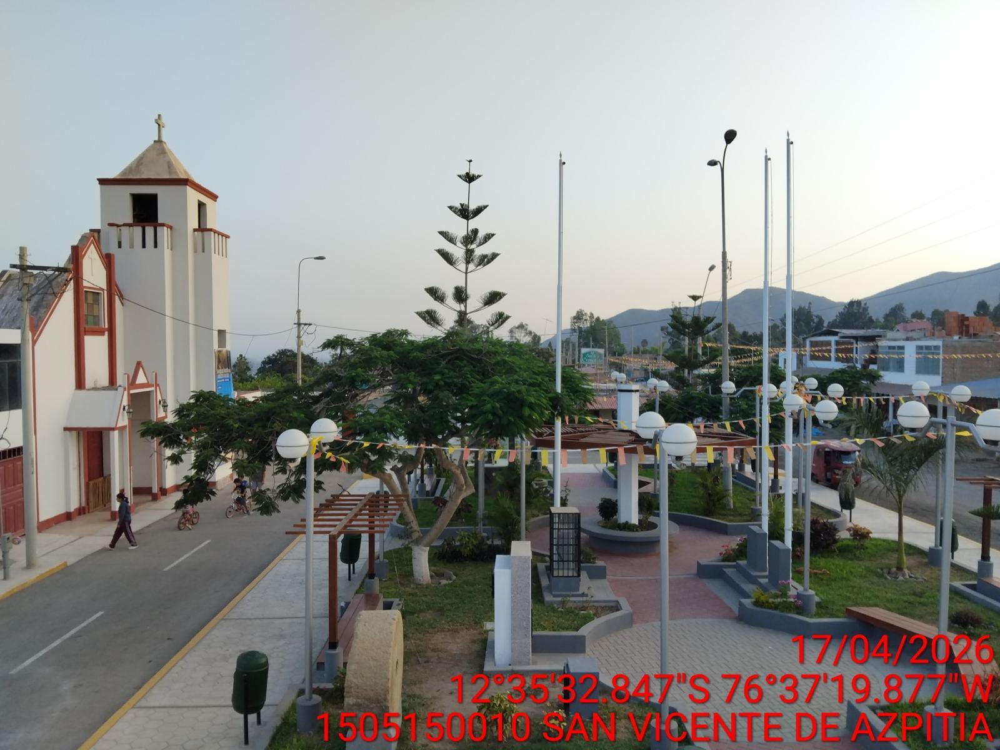 17/04/2026
12°35'32.847"S 76°37'19.877"W
1505150010 SAN VICENTE DE AZPITIA